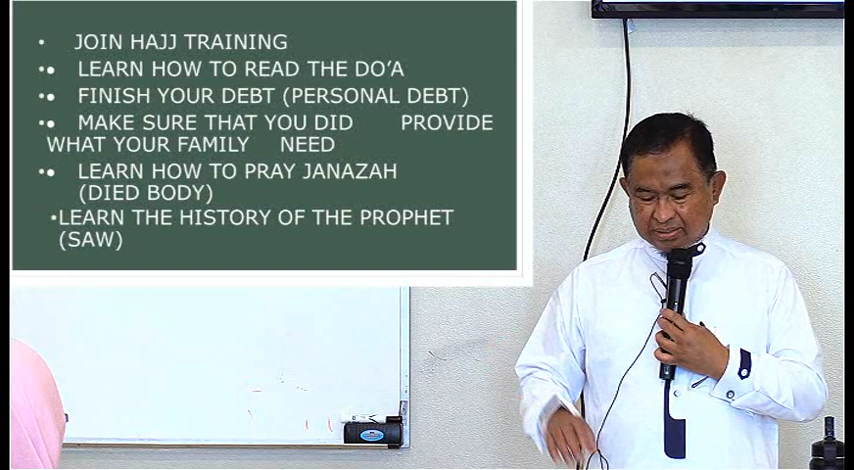 • JOIN HAJJ TRAINING
•• LEARN HOW TO READ THE DO'A
•• FINISH YOUR DEBT (PERSONAL DEBT)
•• MAKE SURE THAT YOU DID PROVIDE
WHAT YOUR FAMILY NEED
•• LEARN HOW TO PRAY JANAZAH
(DIED BODY)
•LEARN THE HISTORY OF THE PROPHET
(SAW)